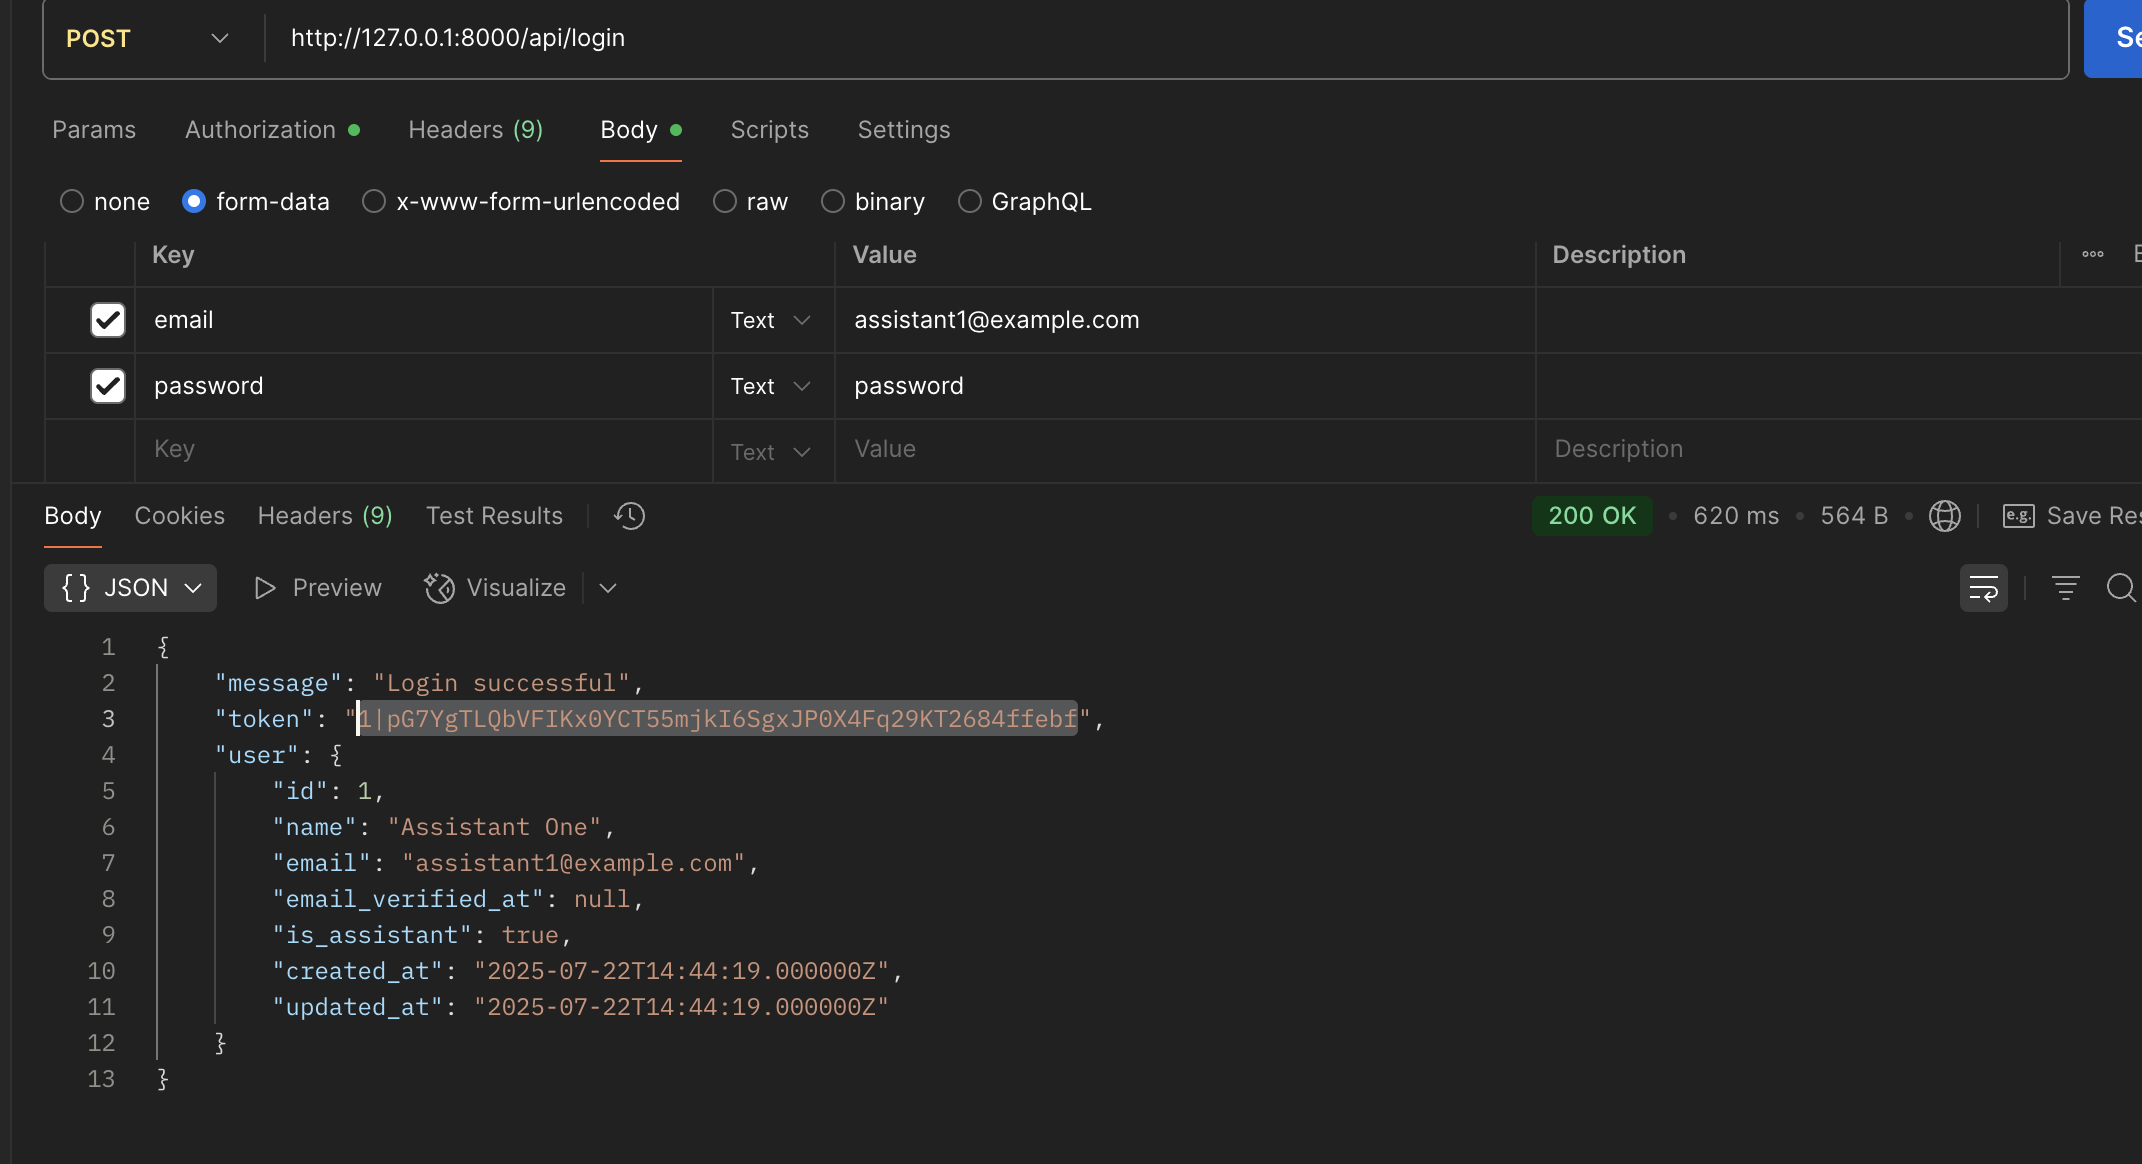 POST http://127.0.0.1:8000/api/login
Params Authorization Headers (9) Body Scripts Settings
none form-data x-www-form-urlencoded raw binary GraphQL
Key Value Description
email Text assistant1@example.com
password Text password
Key Text Value Description
Body Cookies Headers (9) Test Results 200 OK 620 ms 564 B e.g. Save
{} JSON Preview Visualize
1 {
2 "message": "Login successful",
3 "token": "1|pG7YgTLQbVFIKx0YCT55mjkI6SgxJP0X4Fq29KT2684ffebf",
4 "user": {
5 "id": 1,
6 "name": "Assistant One",
7 "email": "assistant1@example.com",
8 "email_verified_at": null,
9 "is_assistant": true,
10 "created_at": "2025-07-22T14:44:19.000000Z",
11 "updated_at": "2025-07-22T14:44:19.000000Z"
12 }
13 }